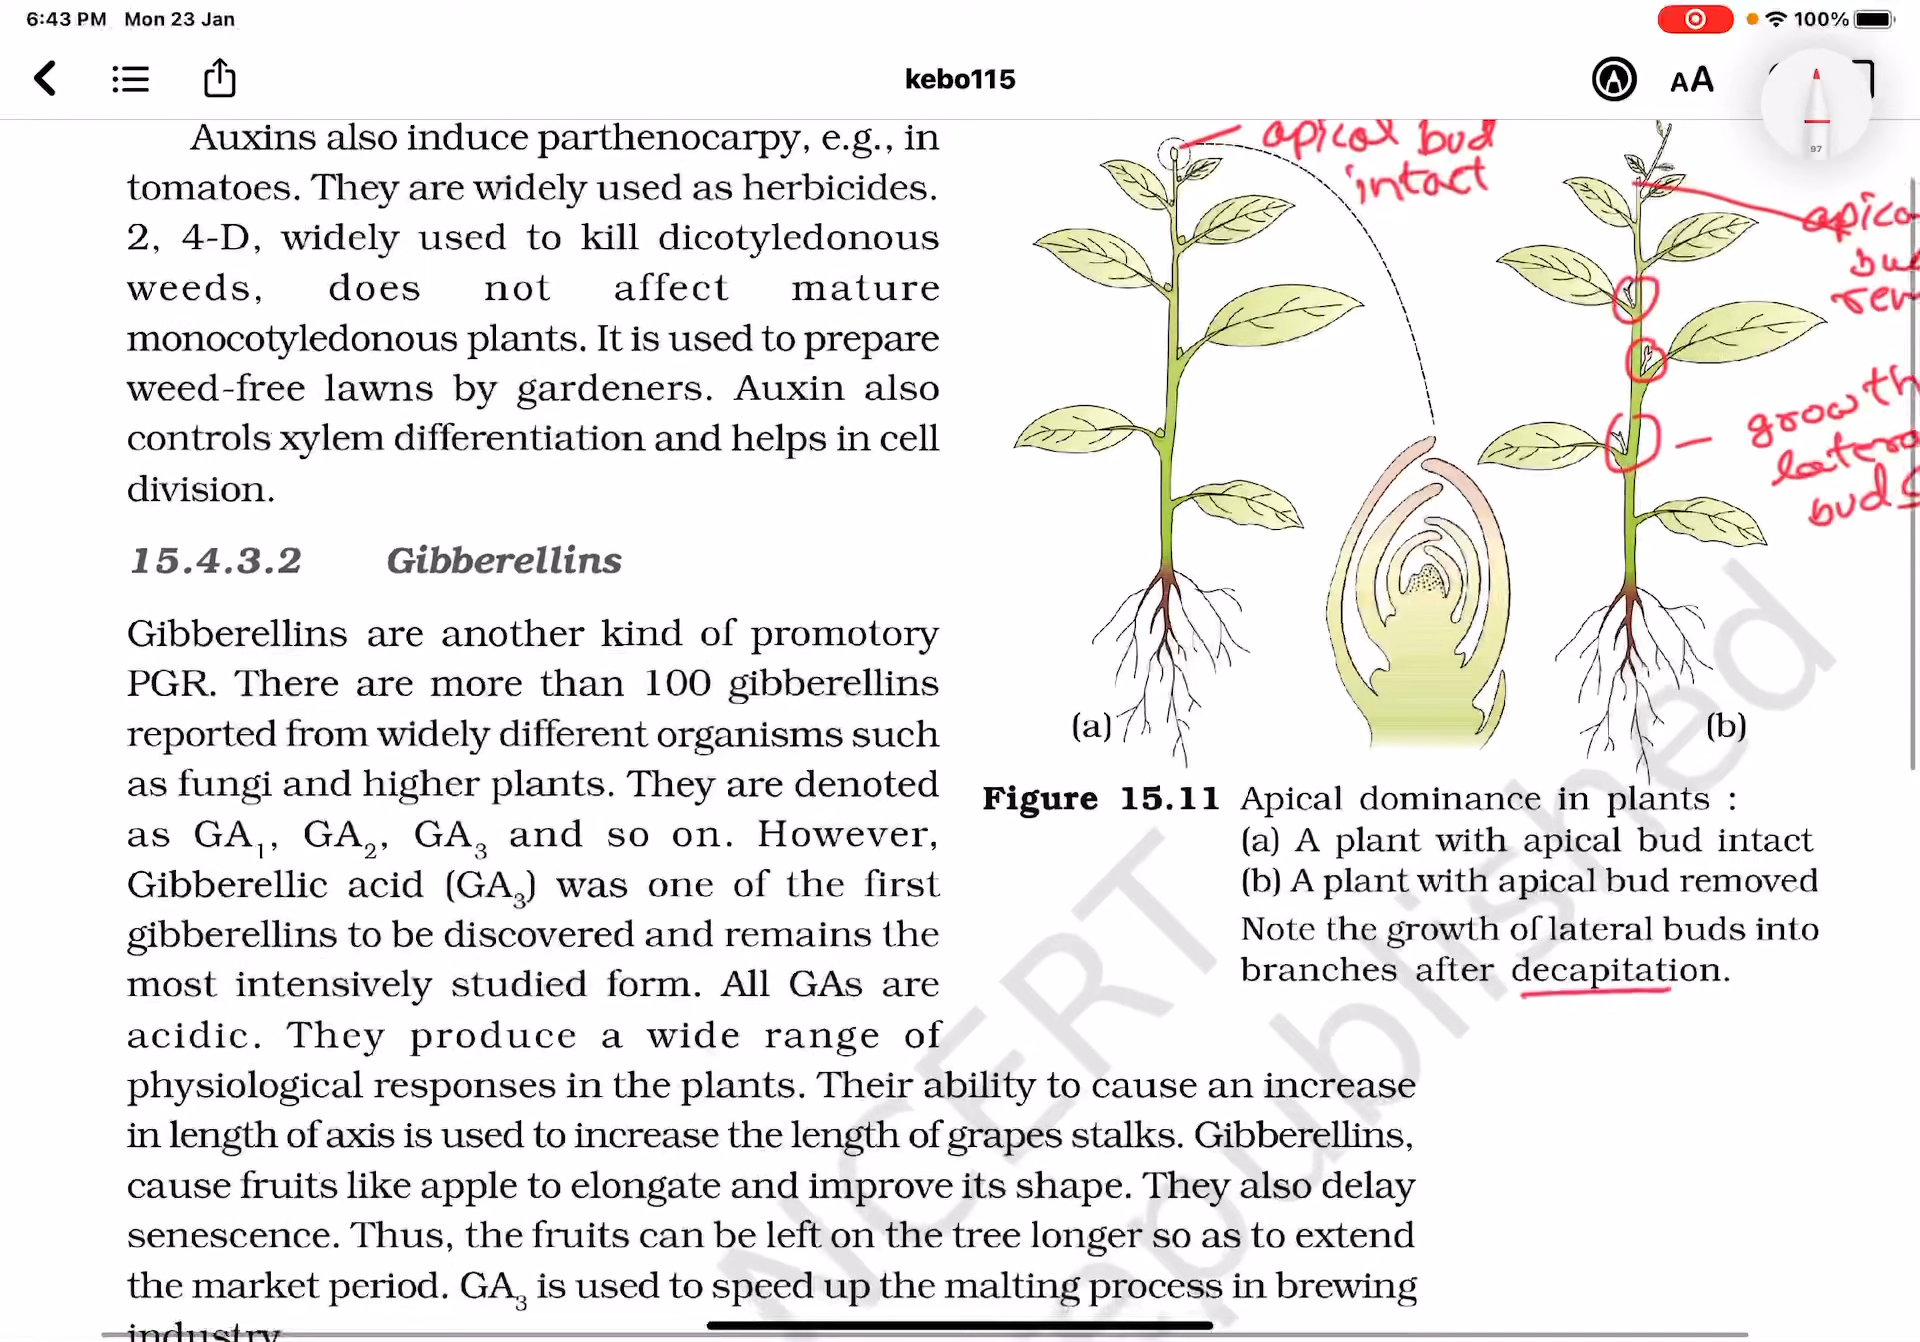 6:43 PM Mon 23 Jan
100%
kebo115
AA
97
Auxins also induce parthenocarpy, e.g., in
tomatoes. They are widely used as herbicides.
2, 4-D, widely used to kill dicotyledonous
weeds, does not affect mature
monocotyledonous plants. It is used to prepare
weed-free lawns by gardeners. Auxin also
controls xylem differentiation and helps in cell
division.
15.4.3.2 Gibberellins
Gibberellins are another kind of promotory
PGR. There are more than 100 gibberellins
reported from widely different organisms such
as fungi and higher plants. They are denoted
as GA₁, GA₂, GA₃ and so on. However,
Gibberellic acid (GA₃) was one of the first
gibberellins to be discovered and remains the
most intensively studied form. All GAs are
acidic. They produce a wide range of
physiological responses in the plants. Their ability to cause an increase
in length of axis is used to increase the length of grapes stalks. Gibberellins,
cause fruits like apple to elongate and improve its shape. They also delay
senescence. Thus, the fruits can be left on the tree longer so as to extend
the market period. GA₃ is used to speed up the malting process in brewing
industry
apical bud
intact
growth
buds
(a)
(b)
Figure 15.11 Apical dominance in plants :
(a) A plant with apical bud intact
(b) A plant with apical bud removed
Note the growth of lateral buds into
branches after decapitation.
NCERT
epublished